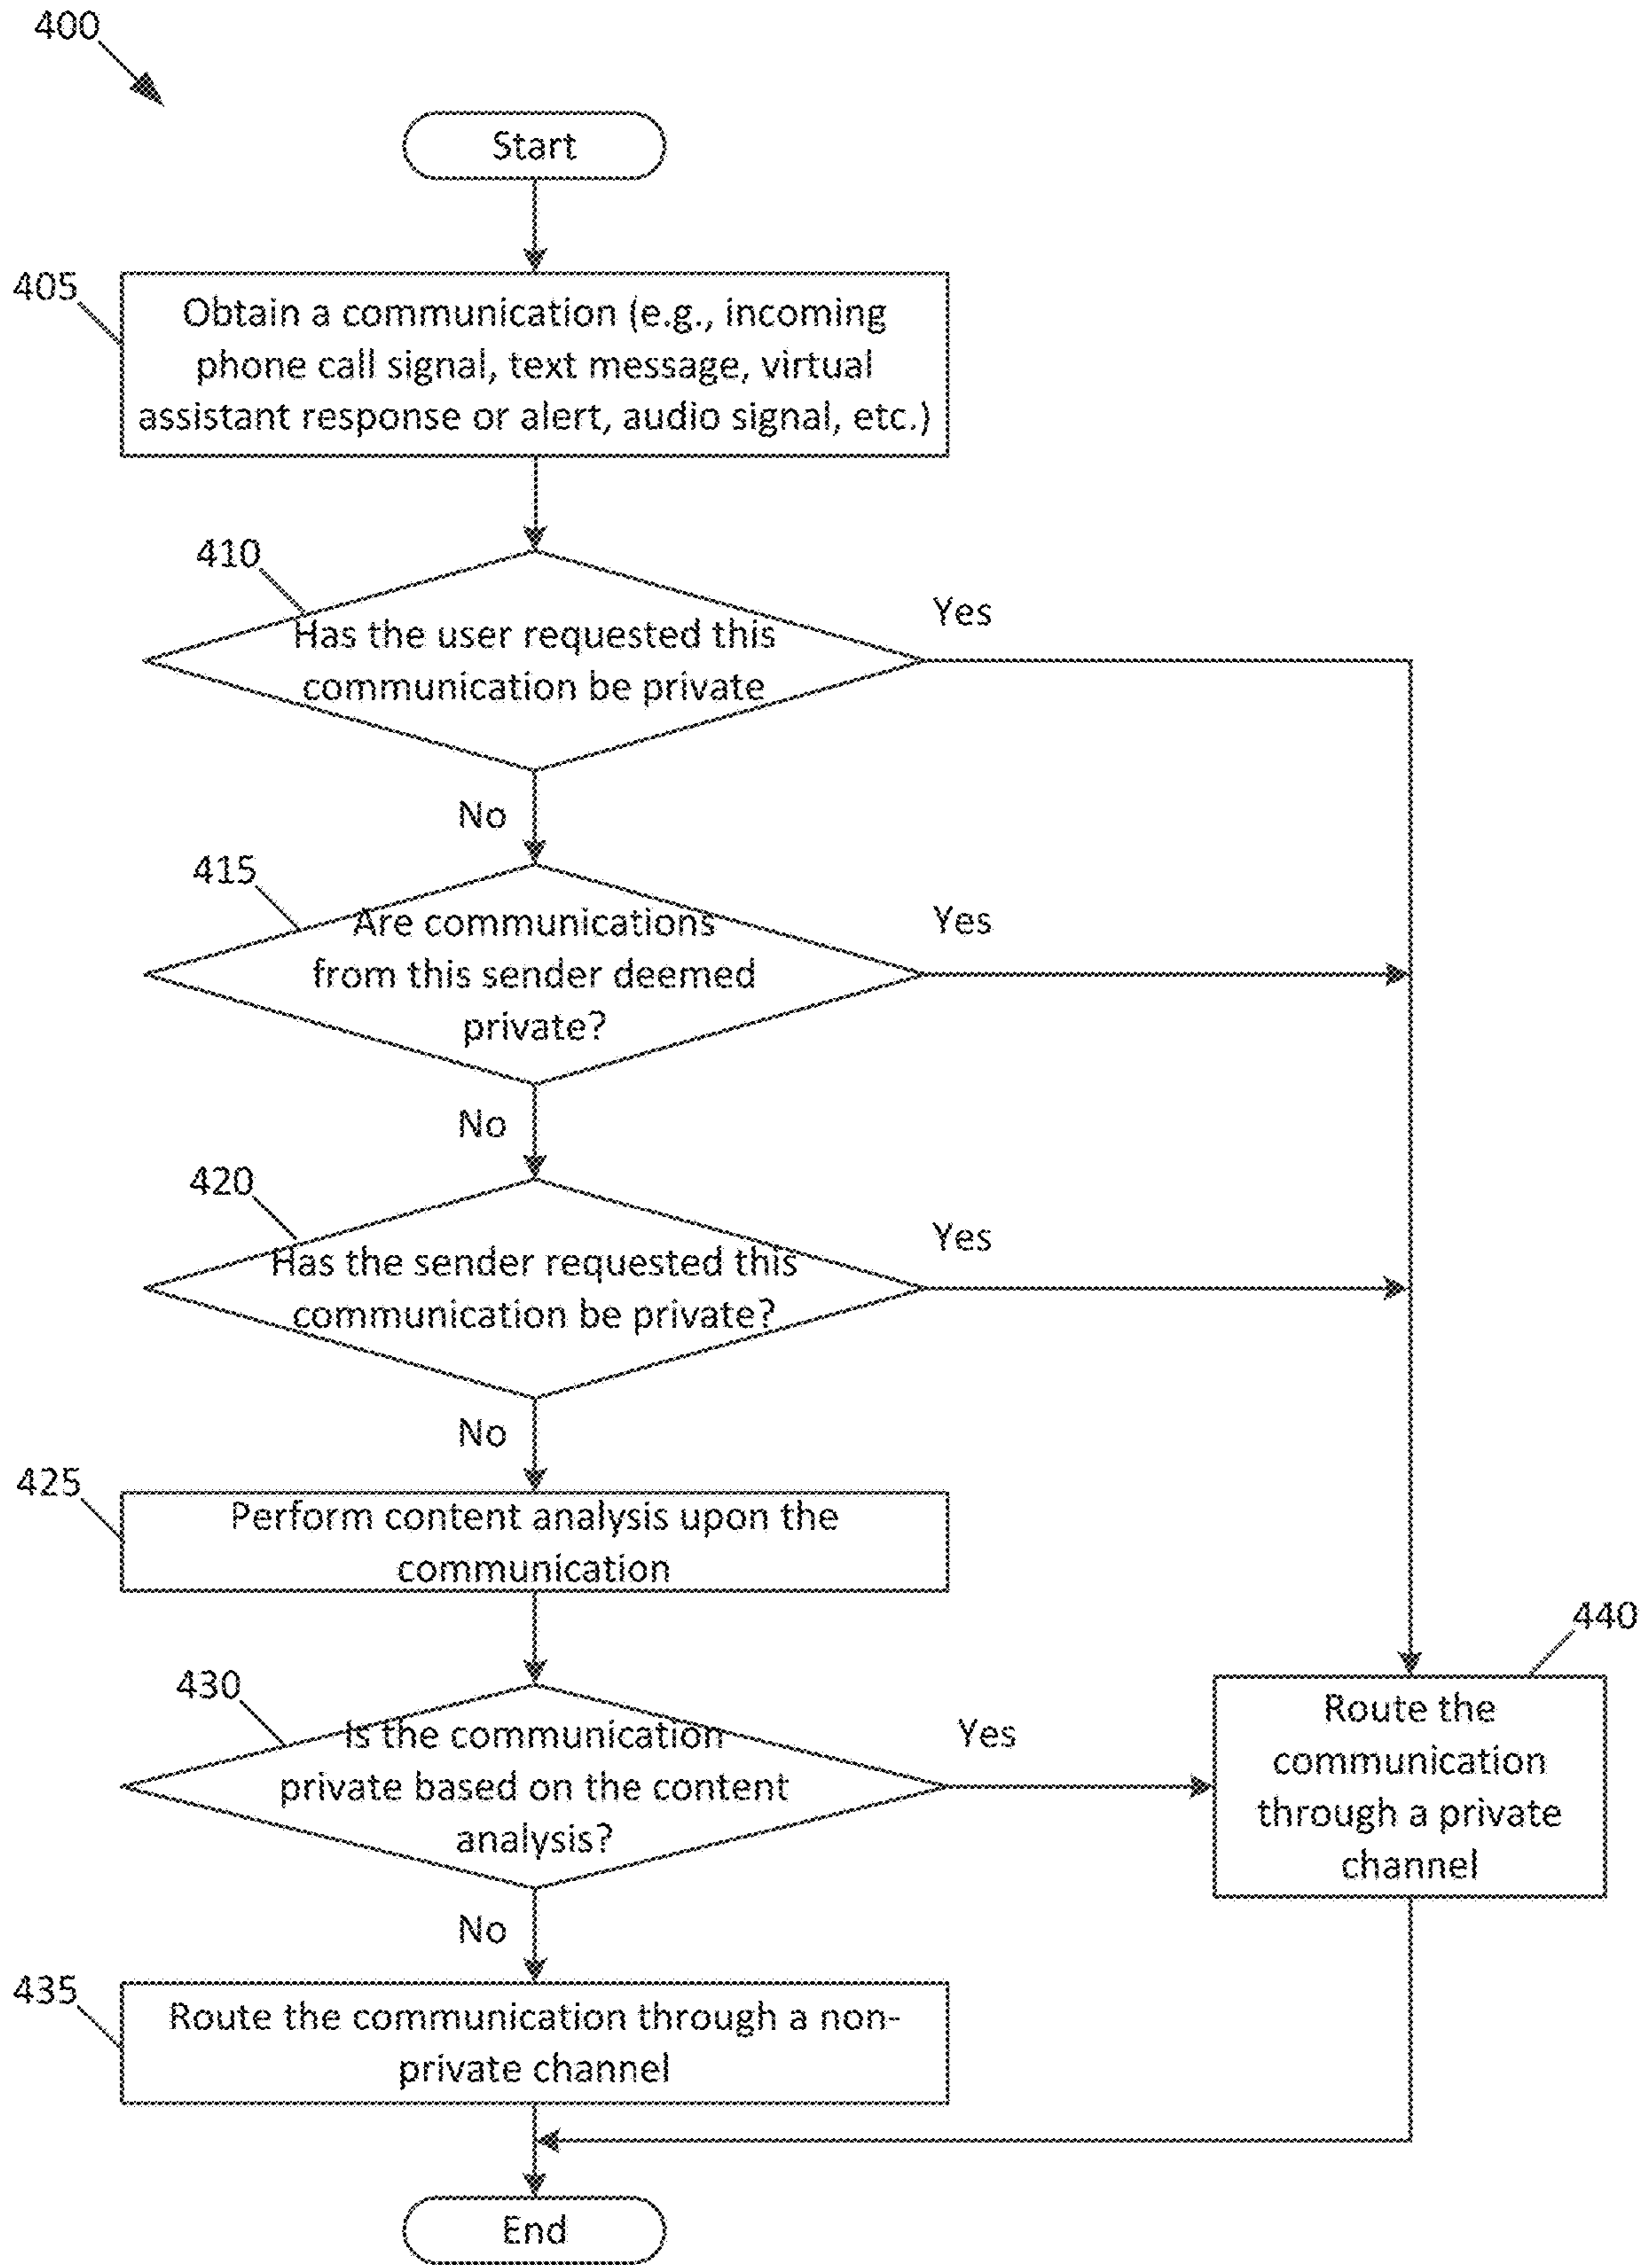 400
Start
405
Obtain a communication (e.g., incoming
phone call signal, text message, virtual
assistant response or alert, audio signal, etc.)
410
Has the user requested this
communication be private
Yes
No
415
Are communications
from this sender deemed
private?
Yes
No
420
Has the sender requested this
communication be private?
Yes
No
425
Perform content analysis upon the
communication
430
Is the communication
private based on the content
analysis?
Yes
440
Route the
communication
through a private
channel
No
435
Route the communication through a non-
private channel
End